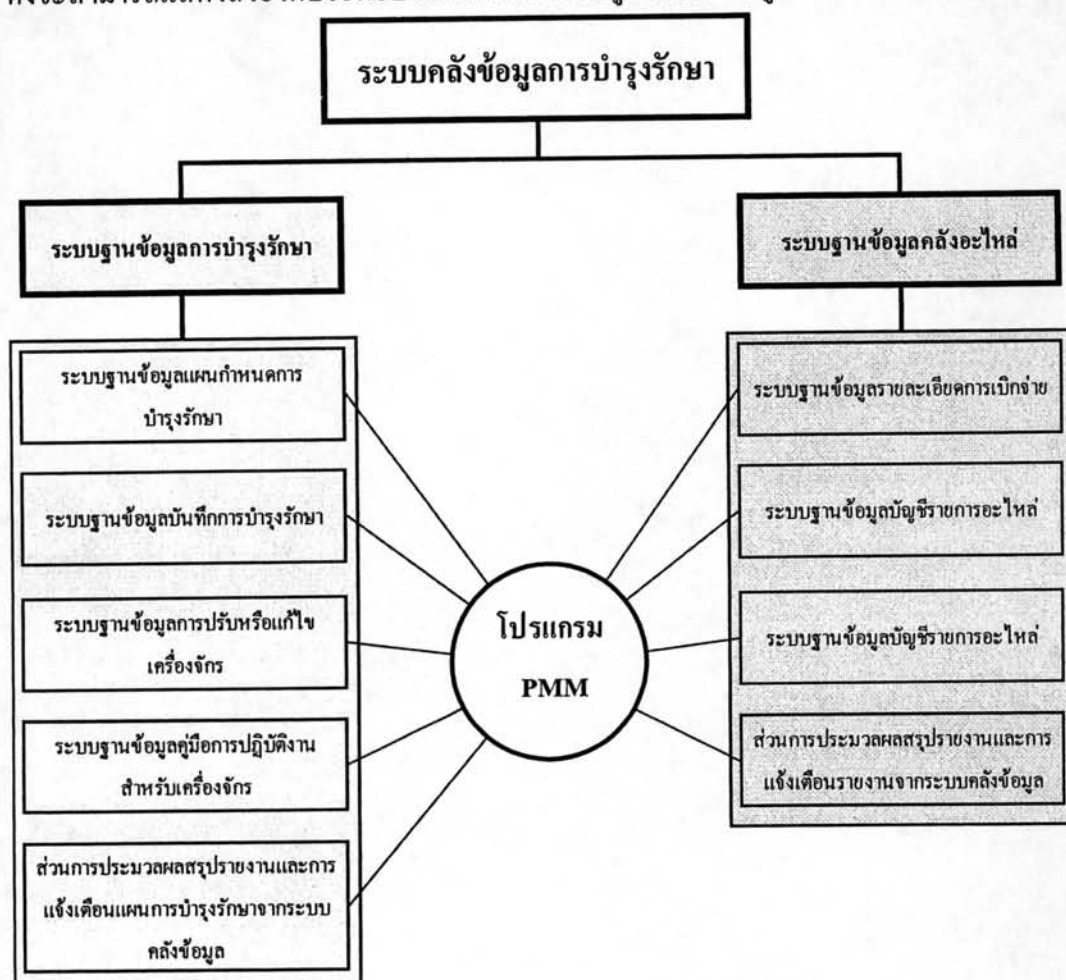 ระบบคลังข้อมูลการบำรุงรักษา
ระบบฐานข้อมูลการบำรุงรักษา
ระบบฐานข้อมูลคลังอะไหล่
ระบบฐานข้อมูลแผนกำหนดการ
บำรุงรักษา
ระบบฐานข้อมูลบันทึกการบำรุงรักษา
ระบบฐานข้อมูลการปรับหรือแก้ไข
เครื่องจักร
ระบบฐานข้อมูลคู่มือการปฏิบัติงาน
สำหรับเครื่องจักร
ส่วนการประมวลผลสรุปรายงานและการ
แจ้งเตือนแผนการบำรุงรักษาจากระบบ
คลังข้อมูล
โปรแกรม
PMM
ระบบฐานข้อมูลรายละเอียดการเบิกจ่าย
ระบบฐานข้อมูลบัญชีรายการอะไหล่
ระบบฐานข้อมูลบัญชีรายการอะไหล่
ส่วนการประมวลผลสรุปรายงานและการ
แจ้งเตือนรายงานจากระบบคลังข้อมูล